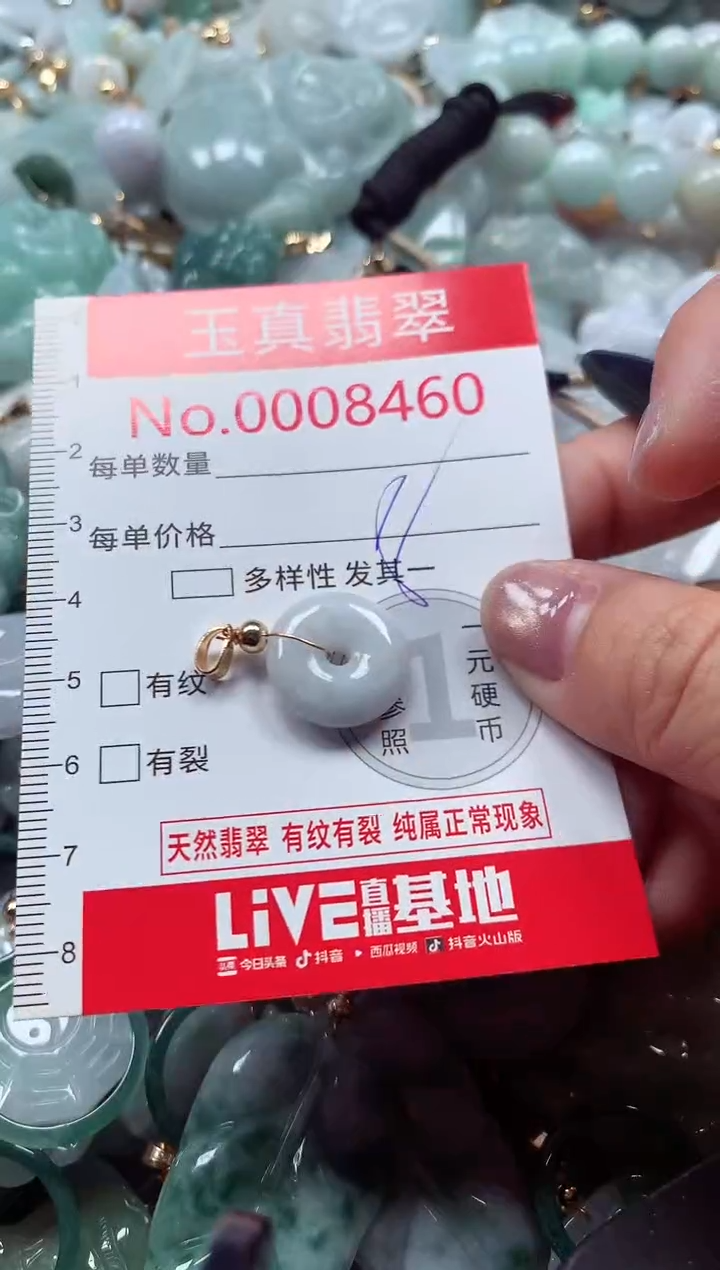 玉真翡翠
No.0008460
1
2
每单数量
3
每单价格
多样性 发其一
4
一元硬币
1
参照
5
有纹
6
有裂
天然翡翠 有纹有裂 纯属正常现象
7
LiVE直播基地
8
头条 今日头条 抖音 西瓜视频 抖音火山版